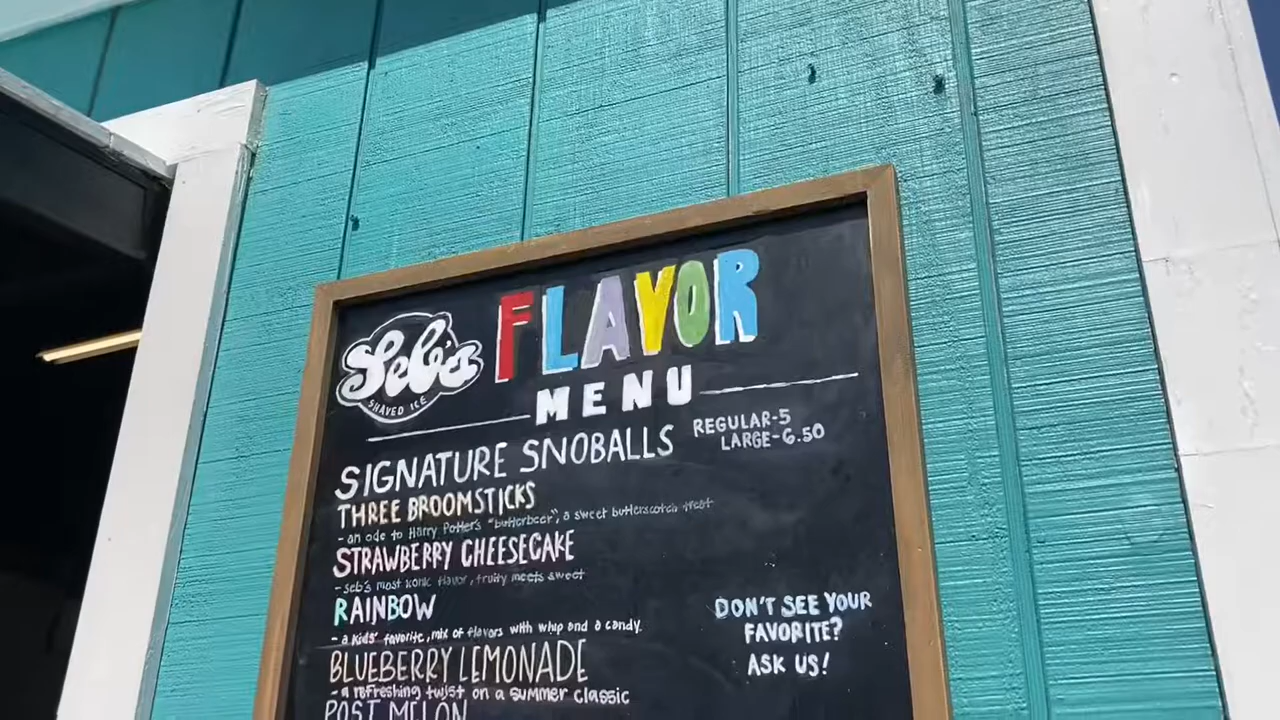 Seb's
SHAVED ICE
FLAVOR
MENU
SIGNATURE SNOBALLS
REGULAR-5
LARGE-6.50
THREE BROOMSTICKS
- an ode to Harry Potter's "butterbeer", a sweet butterscotch treat
STRAWBERRY CHEESECAKE
- seb's most iconic flavor, fruity meets sweet
RAINBOW
- a kids' favorite, mix of flavors with whip and a candy
BLUEBERRY LEMONADE
- a refreshing twist on a summer classic
POST MELON
DON'T SEE YOUR
FAVORITE?
ASK US!